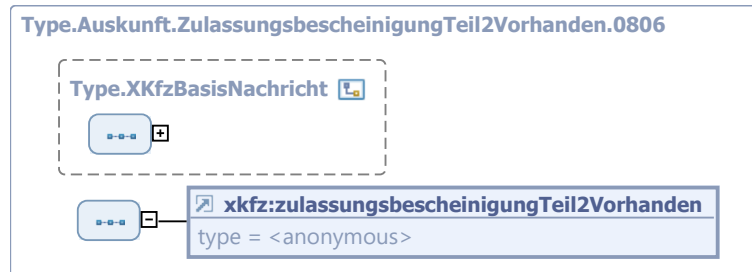 Type.Auskunft.ZulassungsbescheinigungTeil2Vorhanden.0806
Type.XKfzBasisNachricht
xkfz:zulassungsbescheinigungTeil2Vorhanden
type = <anonymous>